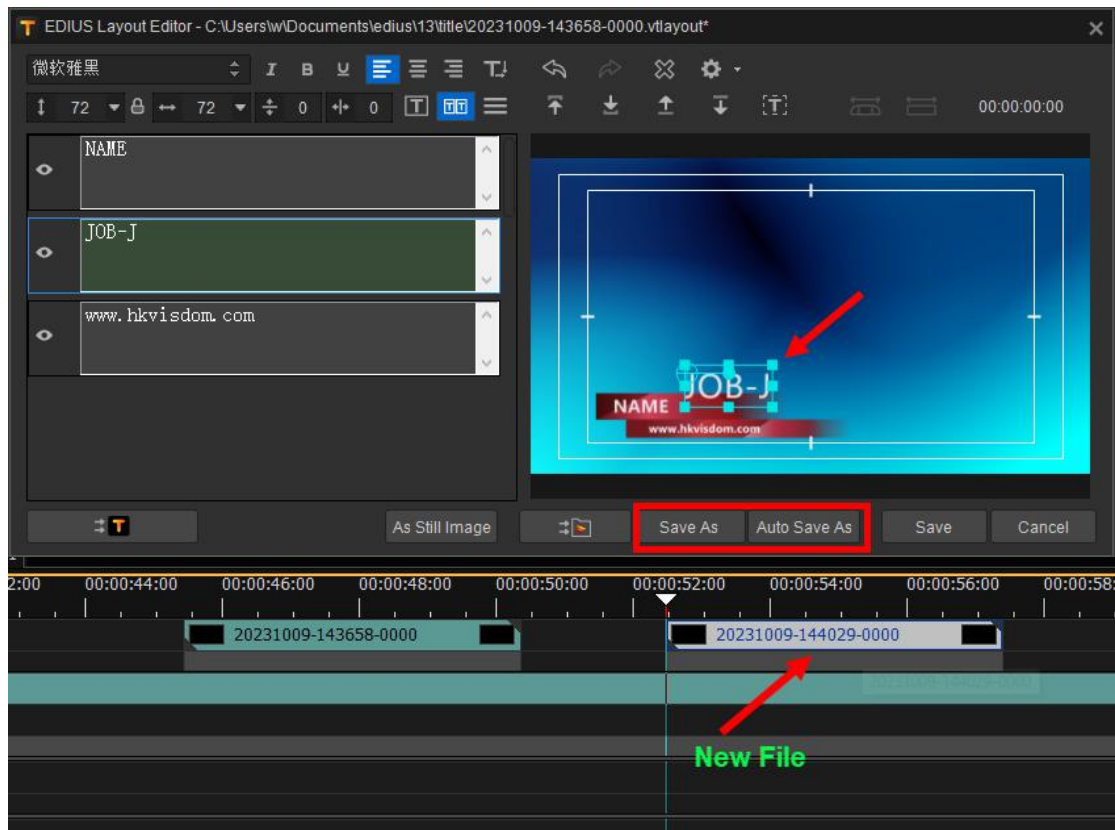 EDIUS Layout Editor - C:\Users\w\Documents\edius\13\title\20231009-143658-0000.vtlayout*
微软雅黑 I B U T
72 72 0 0 T TT T 00:00:00:00
NAME
JOB-J
www.hkvisdom.com
JOB-J
NAME
www.hkvisdom.com
T As Still Image Save As Auto Save As Save Cancel
2:00 00:00:44:00 00:00:46:00 00:00:48:00 00:00:50:00 00:00:52:00 00:00:54:00 00:00:56:00 00:00:58:
20231009-143658-0000 20231009-144029-0000
20231009-144029-0000
New File